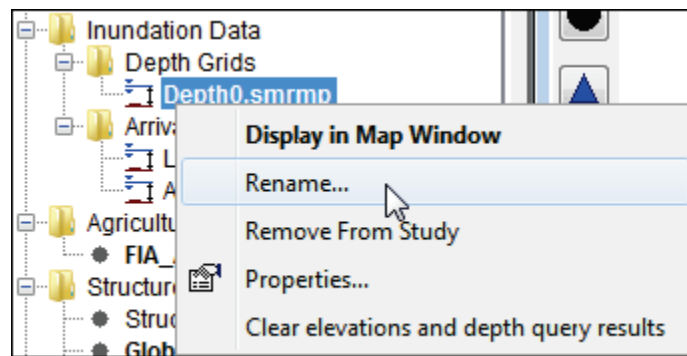 Inundation Data
Depth Grids
Depth0.smrmp
Display in Map Window
Rename...
L
A
Remove From Study
FIA_
Properties...
Clear elevations and depth query results